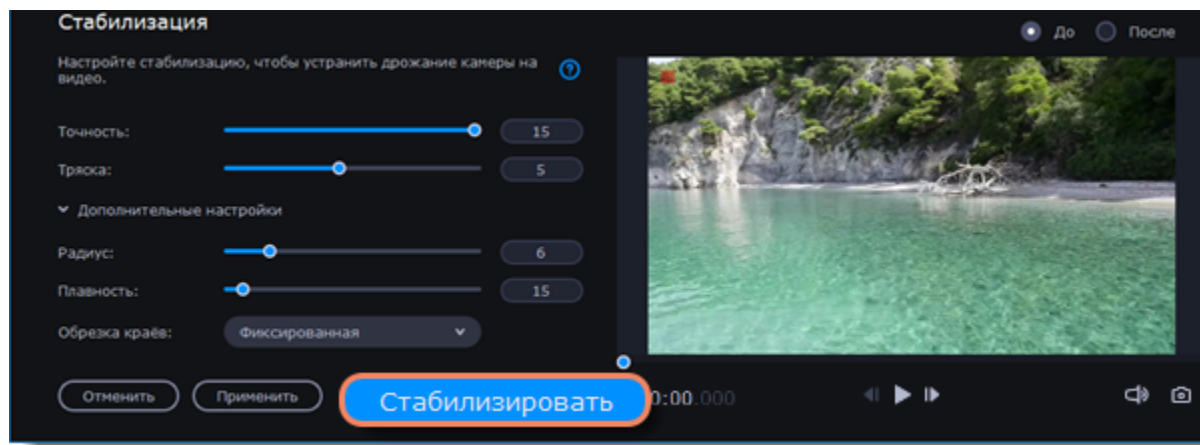 Стабилизация
До После
Настройте стабилизацию, чтобы устранить дрожание камеры на
видео.
?
Точность: 15
Тряска: 5
Дополнительные настройки
Радиус: 6
Плавность: 15
Обрезка краёв: Фиксированная
Отменить Применить Стабилизировать 0:00.000